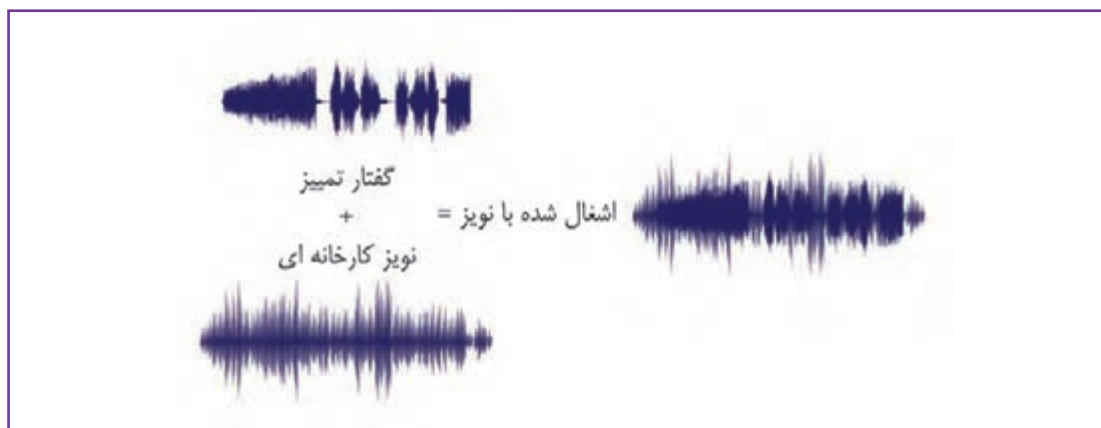 گفتار تمییز
+
نویز کارخانه ای
= اشغال شده با نویز